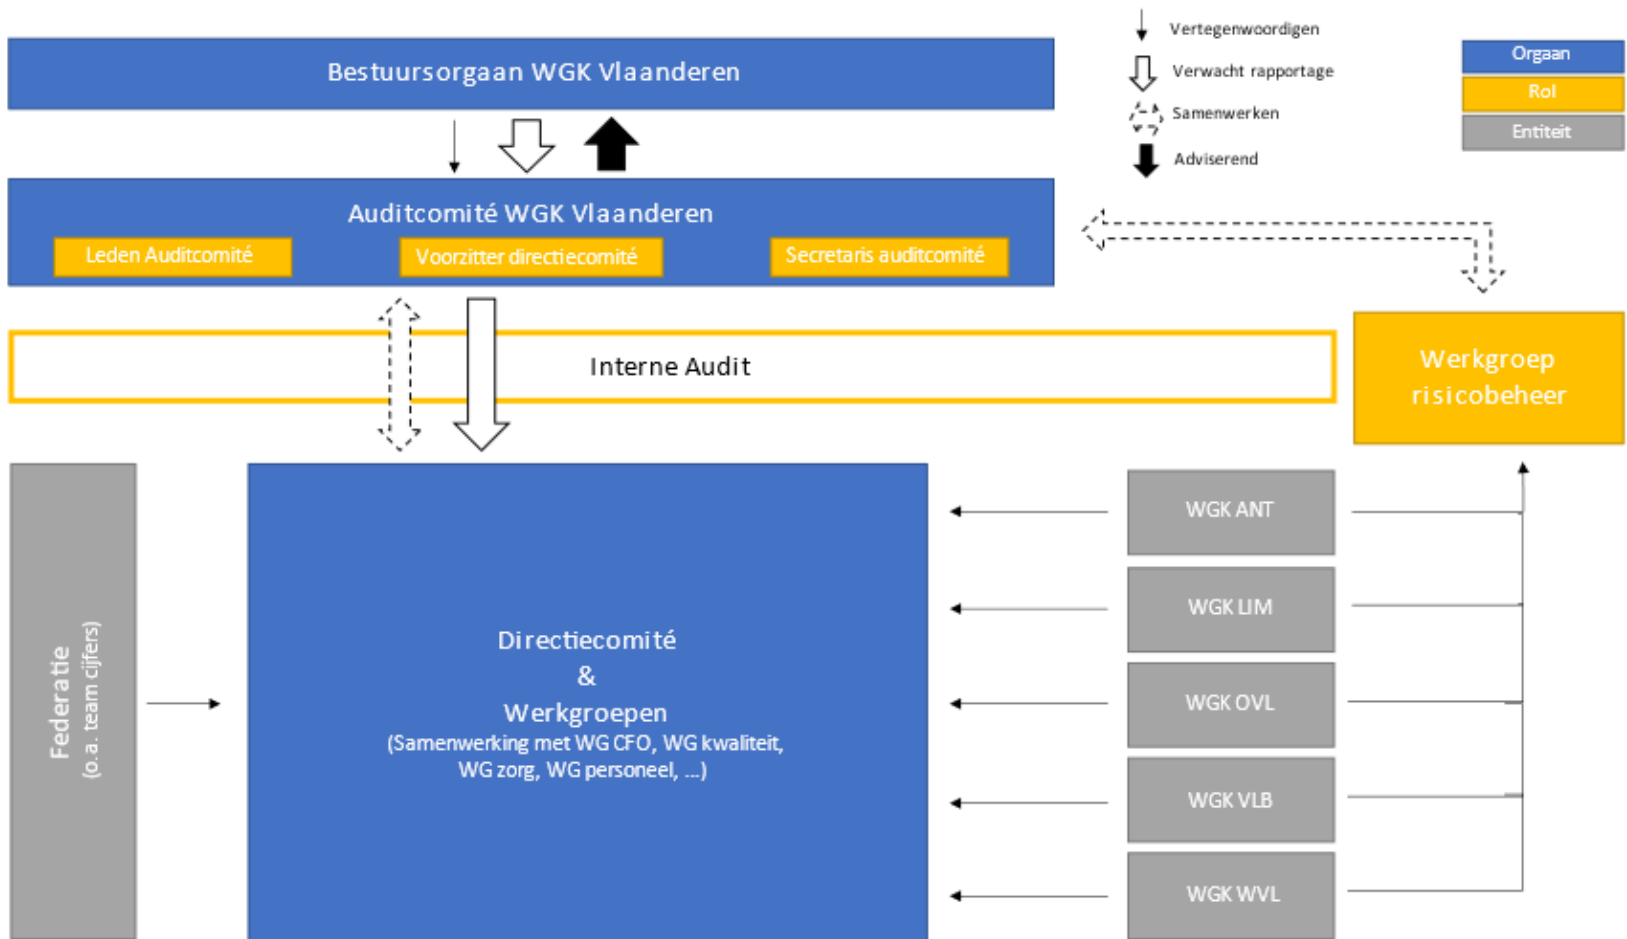 Vertegenwoordigen
Verwacht rapportage
Samenwerken
Adviserend
Orgaan
Rol
Entiteit
Bestuursorgaan WGK Vlaanderen
Auditcomité WGK Vlaanderen
Leden Auditcomité
Voorzitter directiecomité
Secretaris auditcomité
Interne Audit
Werkgroep
risicobeheer
Federatie
(o.a. team cijfers)
Directiecomité
&
Werkgroepen
(Samenwerking met WG CFO, WG kwaliteit,
WG zorg, WG personeel, ...)
WGK ANT
WGK LIM
WGK OVL
WGK VLB
WGK WVL